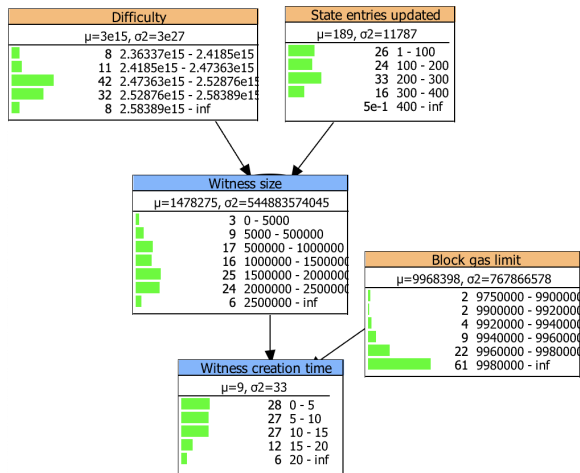 Difficulty
μ=3e15, σ2=3e27
8 2.36337e15 - 2.4185e15
11 2.4185e15 - 2.47363e15
42 2.47363e15 - 2.52876e15
32 2.52876e15 - 2.58389e15
8 2.58389e15 - inf
State entries updated
μ=189, σ2=11787
26 1 - 100
24 100 - 200
33 200 - 300
16 300 - 400
5e-1 400 - inf
Witness size
μ=1478275, σ2=544883574045
3 0 - 5000
9 5000 - 500000
17 500000 - 1000000
16 1000000 - 1500000
25 1500000 - 2000000
24 2000000 - 2500000
6 2500000 - inf
Block gas limit
μ=9968398, σ2=767866578
2 9750000 - 9900000
2 9900000 - 9920000
4 9920000 - 9940000
9 9940000 - 9960000
22 9960000 - 9980000
61 9980000 - inf
Witness creation time
μ=9, σ2=33
28 0 - 5
27 5 - 10
27 10 - 15
12 15 - 20
6 20 - inf